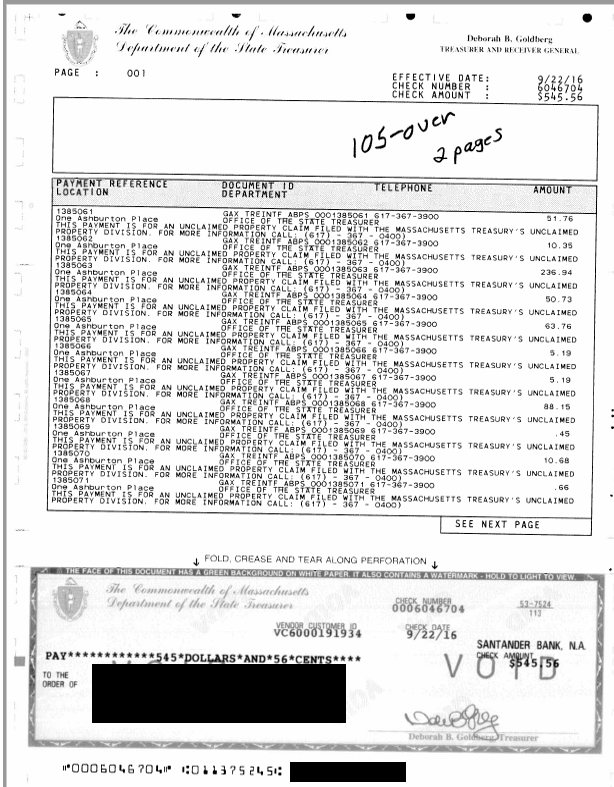 The Commonwealth of Massachusetts
Department of the State Treasurer
Deborah B. Goldberg
TREASURER AND RECEIVER GENERAL
PAGE : 001
EFFECTIVE DATE: 9/22/16
CHECK NUMBER : 6046704
CHECK AMOUNT : $545.56
105-over
2 pages
PAYMENT REFERENCE DOCUMENT ID TELEPHONE AMOUNT
LOCATION DEPARTMENT
1385061 GAX TREINTF ABPS 0001385061 617-367-3900 51.76
One Ashburton Place OFFICE OF THE STATE TREASURER
THIS PAYMENT IS FOR AN UNCLAIMED PROPERTY CLAIM FILED WITH THE MASSACHUSETTS TREASURY'S UNCLAIMED
PROPERTY DIVISION. FOR MORE INFORMATION CALL: (617) - 367 - 0400)
1385062 GAX TREINTF ABPS 0001385062 617-367-3900 10.35
One Ashburton Place OFFICE OF THE STATE TREASURER
THIS PAYMENT IS FOR AN UNCLAIMED PROPERTY CLAIM FILED WITH THE MASSACHUSETTS TREASURY'S UNCLAIMED
PROPERTY DIVISION. FOR MORE INFORMATION CALL: (617) - 367 - 0400)
1385063 GAX TREINTF ABPS 0001385063 617-367-3900 236.94
One Ashburton Place OFFICE OF THE STATE TREASURER
THIS PAYMENT IS FOR AN UNCLAIMED PROPERTY CLAIM FILED WITH THE MASSACHUSETTS TREASURY'S UNCLAIMED
PROPERTY DIVISION. FOR MORE INFORMATION CALL: (617) - 367 - 0400)
1385064 GAX TREINTF ABPS 0001385064 617-367-3900 50.73
One Ashburton Place OFFICE OF THE STATE TREASURER
THIS PAYMENT IS FOR AN UNCLAIMED PROPERTY CLAIM FILED WITH THE MASSACHUSETTS TREASURY'S UNCLAIMED
PROPERTY DIVISION. FOR MORE INFORMATION CALL: (617) - 367 - 0400)
1385065 GAX TREINTF ABPS 0001385065 617-367-3900 63.76
One Ashburton Place OFFICE OF THE STATE TREASURER
THIS PAYMENT IS FOR AN UNCLAIMED PROPERTY CLAIM FILED WITH THE MASSACHUSETTS TREASURY'S UNCLAIMED
PROPERTY DIVISION. FOR MORE INFORMATION CALL: (617) - 367 - 0400)
1385066 GAX TREINTF ABPS 0001385066 617-367-3900 5.19
One Ashburton Place OFFICE OF THE STATE TREASURER
THIS PAYMENT IS FOR AN UNCLAIMED PROPERTY CLAIM FILED WITH THE MASSACHUSETTS TREASURY'S UNCLAIMED
PROPERTY DIVISION. FOR MORE INFORMATION CALL: (617) - 367 - 0400)
1385067 GAX TREINTF ABPS 0001385067 617-367-3900 5.19
One Ashburton Place OFFICE OF THE STATE TREASURER
THIS PAYMENT IS FOR AN UNCLAIMED PROPERTY CLAIM FILED WITH THE MASSACHUSETTS TREASURY'S UNCLAIMED
PROPERTY DIVISION. FOR MORE INFORMATION CALL: (617) - 367 - 0400)
1385068 GAX TREINTF ABPS 0001385068 617-367-3900 88.15
One Ashburton Place OFFICE OF THE STATE TREASURER
THIS PAYMENT IS FOR AN UNCLAIMED PROPERTY CLAIM FILED WITH THE MASSACHUSETTS TREASURY'S UNCLAIMED
PROPERTY DIVISION. FOR MORE INFORMATION CALL: (617) - 367 - 0400)
1385069 GAX TREINTF ABPS 0001385069 617-367-3900 .45
One Ashburton Place OFFICE OF THE STATE TREASURER
THIS PAYMENT IS FOR AN UNCLAIMED PROPERTY CLAIM FILED WITH THE MASSACHUSETTS TREASURY'S UNCLAIMED
PROPERTY DIVISION. FOR MORE INFORMATION CALL: (617) - 367 - 0400)
1385070 GAX TREINTF ABPS 0001385070 617-367-3900 10.68
One Ashburton Place OFFICE OF THE STATE TREASURER
THIS PAYMENT IS FOR AN UNCLAIMED PROPERTY CLAIM FILED WITH THE MASSACHUSETTS TREASURY'S UNCLAIMED
PROPERTY DIVISION. FOR MORE INFORMATION CALL: (617) - 367 - 0400)
1385071 GAX TREINTF ABPS 0001385071 617-367-3900 .66
One Ashburton Place OFFICE OF THE STATE TREASURER
THIS PAYMENT IS FOR AN UNCLAIMED PROPERTY CLAIM FILED WITH THE MASSACHUSETTS TREASURY'S UNCLAIMED
PROPERTY DIVISION. FOR MORE INFORMATION CALL: (617) - 367 - 0400)
SEE NEXT PAGE
↓ FOLD, CREASE AND TEAR ALONG PERFORATION ↓
THE FACE OF THIS DOCUMENT HAS A GREEN BACKGROUND ON WHITE PAPER. IT ALSO CONTAINS A WATERMARK - HOLD TO LIGHT TO VIEW.
The Commonwealth of Massachusetts
Department of the State Treasurer
CHECK NUMBER
0006046704
53-7524
113
VENDOR CUSTOMER ID
VC6000191934
CHECK DATE
9/22/16
SANTANDER BANK, N.A.
CHECK AMOUNT
$545.56
VOID
PAY************545*DOLLARS*AND*56*CENTS****
TO THE
ORDER OF
Deborah B. Goldberg, Treasurer
⑈0006046704⑈ ⑆011375245⑆